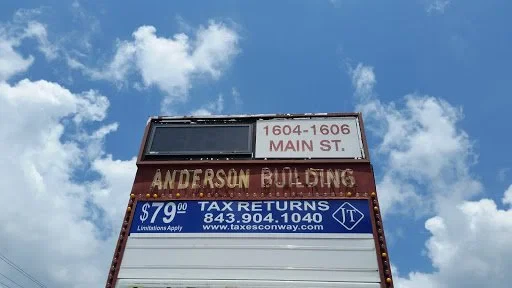 1604-1606
MAIN ST.
ANDERSON BUILDING
$79.00 TAX RETURNS
Limitations Apply 843.904.1040 JT
www.taxesconway.com